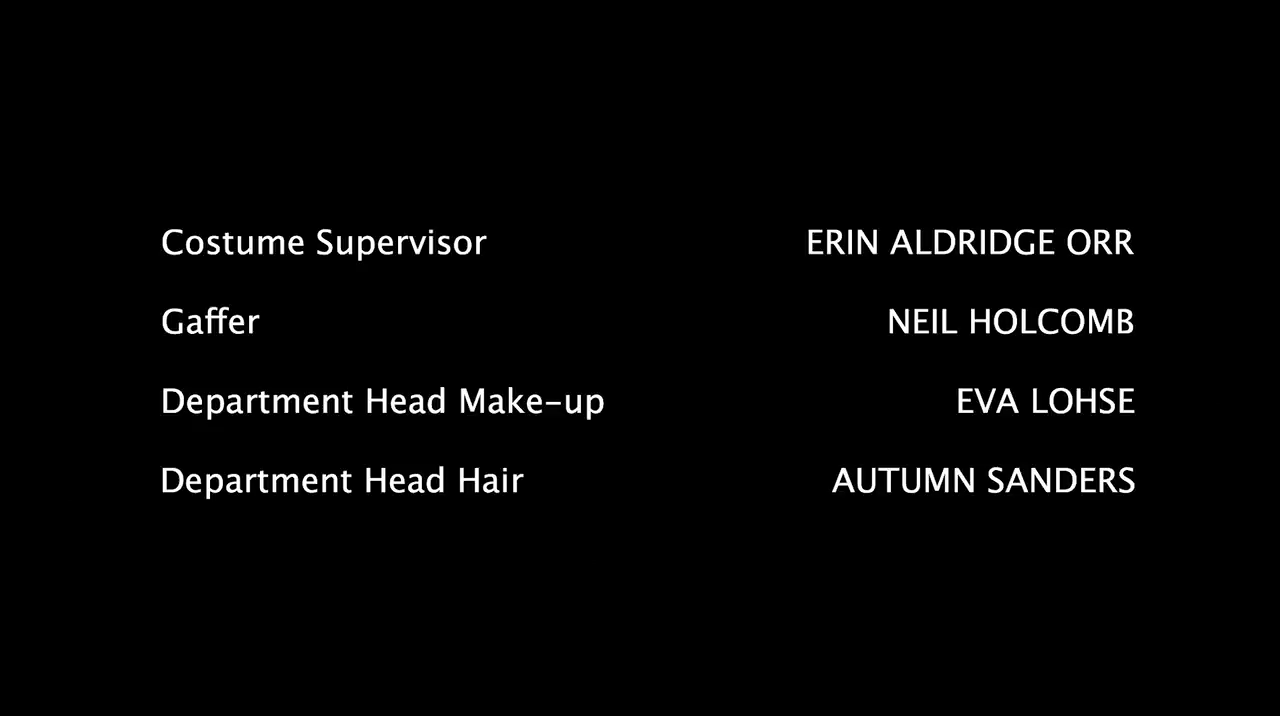 Costume Supervisor ERIN ALDRIDGE ORR
Gaffer NEIL HOLCOMB
Department Head Make-up EVA LOHSE
Department Head Hair AUTUMN SANDERS